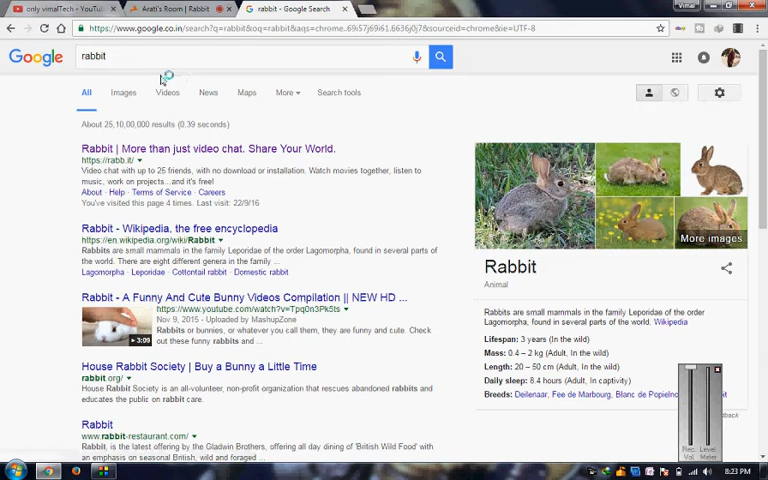 only vimalTech - YouTube
Arati's Room | Rabbit
rabbit - Google Search
Vimal
https://www.google.co.in/search?q=rabbit&oq=rabbit&aqs=chrome..69i57j69i61.6636j0j7&sourceid=chrome&ie=UTF-8
Google
rabbit
All
Images
Videos
News
Maps
More
Search tools
About 25,10,00,000 results (0.39 seconds)
Rabbit | More than just video chat. Share Your World.
https://rabb.it/
Video chat with up to 25 friends, with no download or installation. Watch movies together, listen to
music, work on projects...and it's free!
About · Help · Terms of Service · Careers
You've visited this page 4 times. Last visit: 22/9/16
Rabbit - Wikipedia, the free encyclopedia
https://en.wikipedia.org/wiki/Rabbit
Rabbits are small mammals in the family Leporidae of the order Lagomorpha, found in several parts of
the world. There are eight different genera in the family ...
Lagomorpha · Leporidae · Cottontail rabbit · Domestic rabbit
Rabbit - A Funny And Cute Bunny Videos Compilation || NEW HD ...
https://www.youtube.com/watch?v=Tpq0n3Pk5ts
Nov 9, 2015 - Uploaded by MashupZone
Rabbits or bunnies, or whatever you call them, they are funny and cute. Check
out these funny rabbits and ...
3:09
House Rabbit Society | Buy a Bunny a Little Time
rabbit.org/
House Rabbit Society is an all-volunteer, non-profit organization that rescues abandoned rabbits and
educates the public on rabbit care.
Rabbit
www.rabbit-restaurant.com/
Rabbit, is the latest offering by the Gladwin Brothers, offering all day dining of 'British Wild Food' with
an emphasis on seasonal British, wild and foraged ...
More images
Rabbit
Animal
Rabbits are small mammals in the family Leporidae of the order
Lagomorpha, found in several parts of the world. Wikipedia
Lifespan: 3 years (In the wild)
Mass: 0.4 – 2 kg (Adult, In the wild)
Length: 20 – 50 cm (Adult, In the wild)
Daily sleep: 8.4 hours (Adult, In captivity)
Breeds: Deilenaar, Fee de Marbourg, Blanc de Popielno
Rec. Vol
Level Meter
8:23 PM